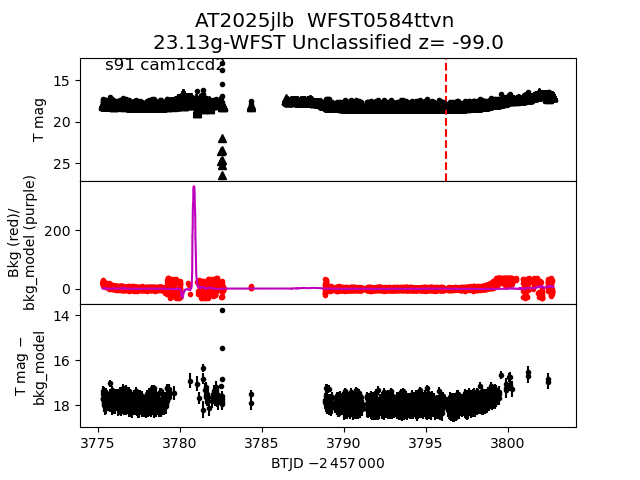 AT2025jlb  WFST0584ttvn
23.13g-WFST Unclassified z= -99.0
s91 cam1ccd2
T mag
15
20
25
Bkg (red)/
bkg_model (purple)
200
0
T mag −
bkg_model
14
16
18
3775
3780
3785
3790
3795
3800
BTJD −2 457 000